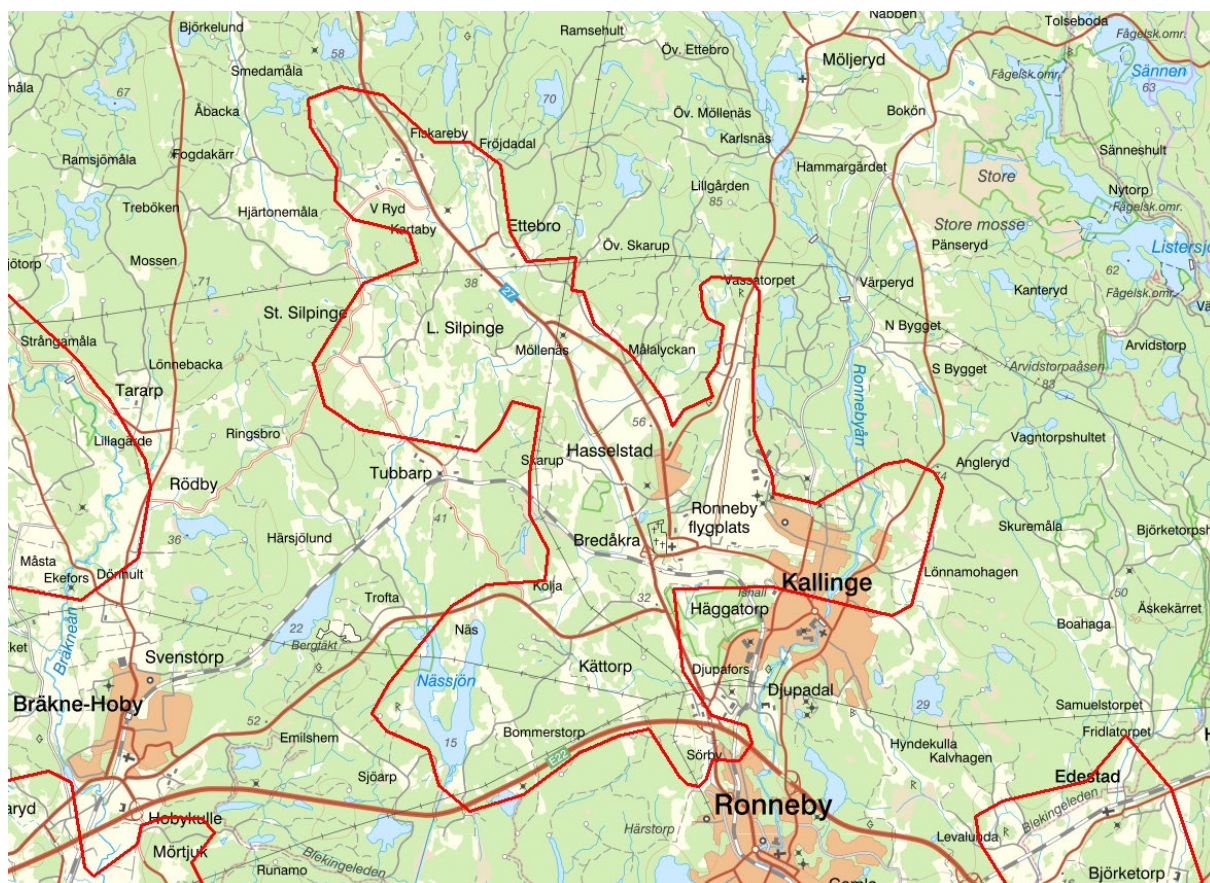 Björkelund
58
Ramsehult
Nabben
Tolseboda
Fågelsk.omr.
Öv. Ettebro
Möljeryd
Smedamåla
Fågelsk.omr.
Sännen
måla
67
Åbacka
70
63
Öv. Möllenäs
Bokön
Fiskareby
Fröjdadal
Karlsnäs
Ramsjömåla
Fogdakärr
Sänneshult
Hammargärdet
Store
Lillgården
85
Nytorp
Treböken
Hjärtonemåla
V Ryd
Fågelsk.omr.
Kartaby
Ettebro
Store mosse
Öv. Skarup
Pänseryd
Listersjö
Mossen
71
38
62
Vassatorpet
Värperyd
Kanteryd
Fågelsk.omr.
27
St. Silpinge
L. Silpinge
N Bygget
Strångamåla
Möllenäs
Målalyckan
Arvidstorp
Lönnebacka
Ronnebyån
Arvidstorpaåsen
83
S Bygget
Tararp
56
Lillagärde
Ringsbro
Vagntorpshultet
Hasselstad
Skarup
Angleryd
Tubbarp
Rödby
Ronneby
flygplats
41
Skuremåla
36
Härsjölund
Bredåkra
Björketorpsh
Måsta
Ekefors
Dönhult
Kallinge
Lönnamohagen
Kölja
Ishall
Trofta
32
Häggatorp
50
Äskekärret
Bräkneån
22
Bergtäkt
Näs
Boahaga
Svenstorp
Kättorp
Djupafors
Nässjön
Djupadal
Bräkne-Hoby
29
Samuelstorpet
52
Emilshem
15
Bommerstorp
Fridlatorpet
Hyndekulla
Kalvhagen
E22
Sörby
Sjöarp
Edestad
Ronneby
Blekingeleden
aryd
Hobykulle
Härstorp
Levalunda
Mörtjuk
Blekingeleden
Runamo
Björketorp